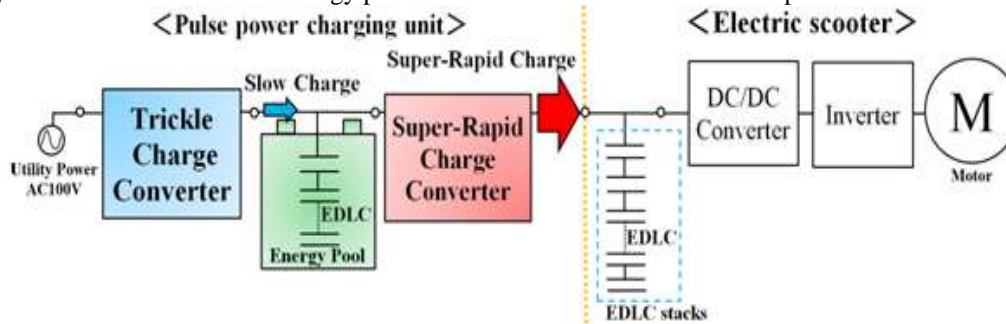 <Pulse power charging unit>
<Electric scooter>
Super-Rapid Charge
Slow Charge
Trickle
Charge
Converter
Super-Rapid
Charge
Converter
DC/DC
Converter
Inverter
M
Motor
Utility Power
AC100V
EDLC
Energy Pool
EDLC
EDLC stacks